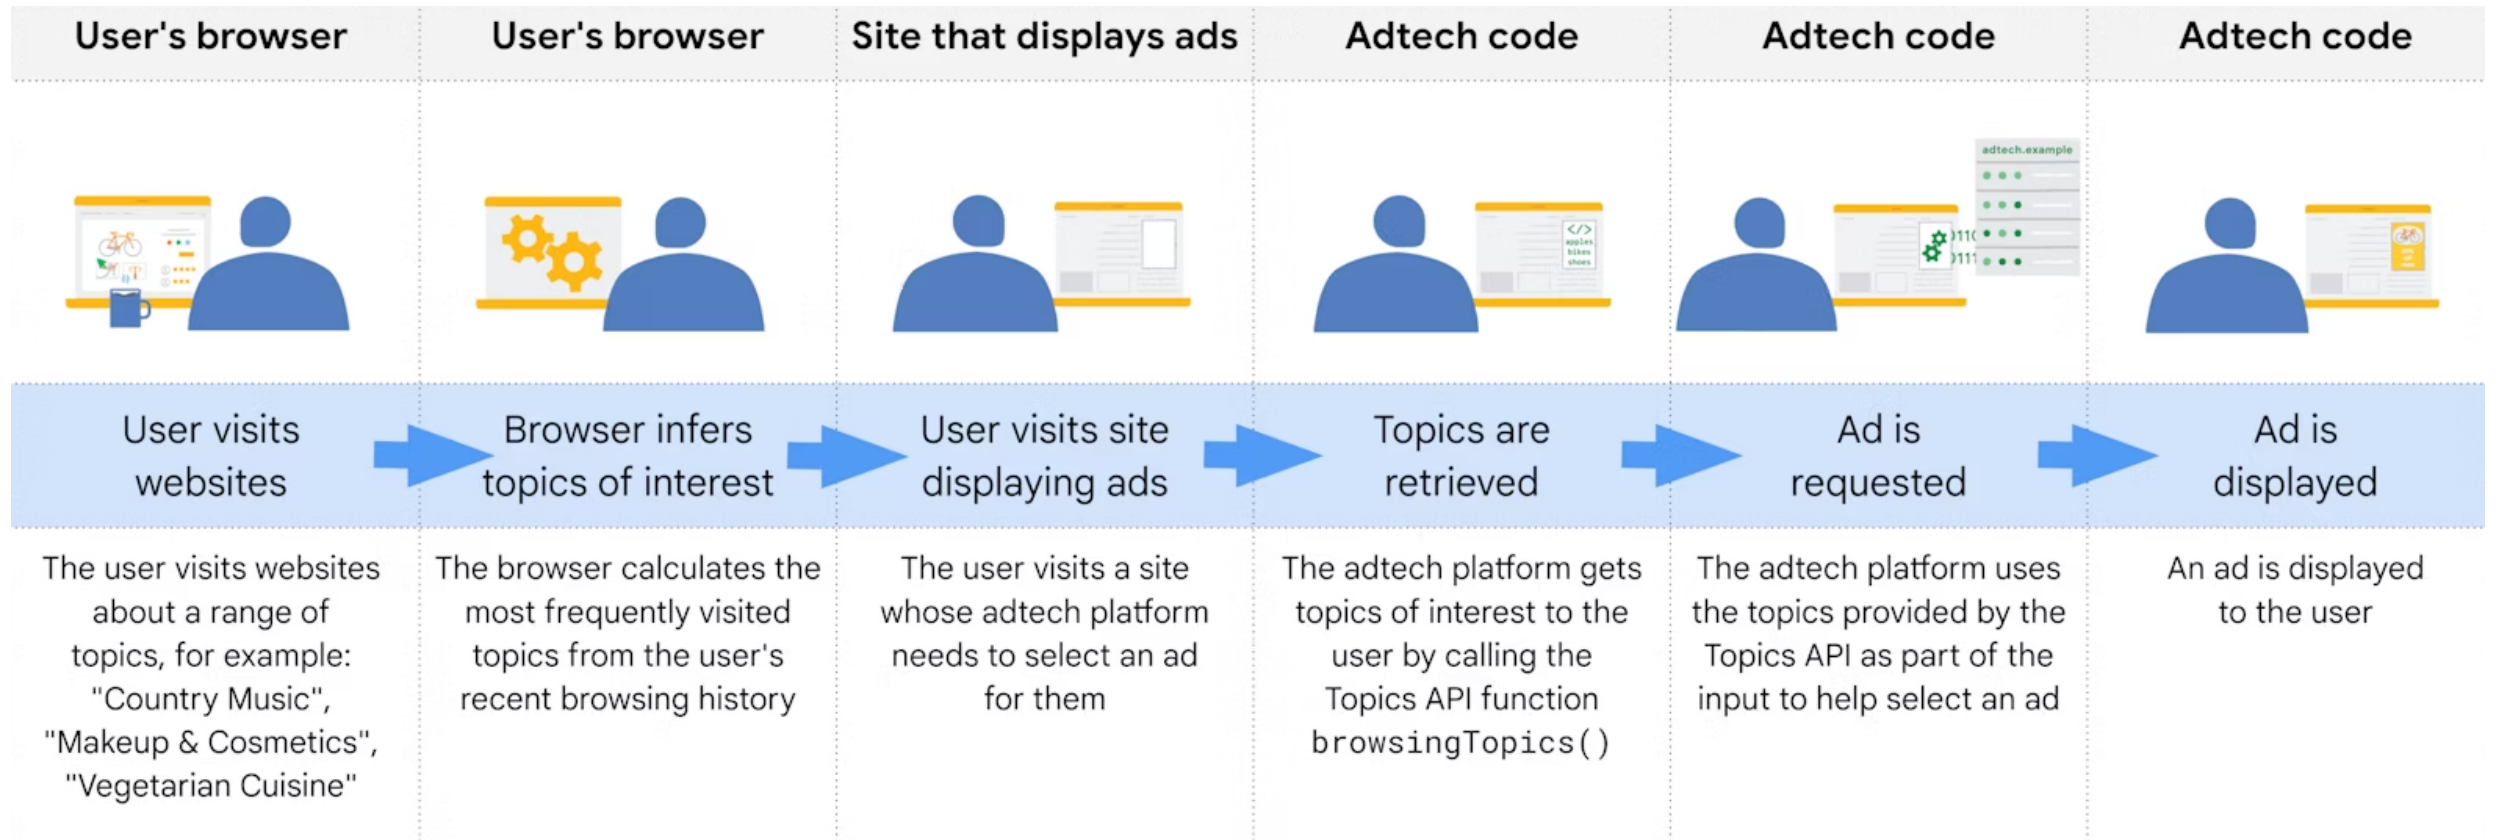 User's browser
User's browser
Site that displays ads
Adtech code
Adtech code
Adtech code
</>
apples
bikes
shoes
adtech.example
0110
0111
User visits
websites
Browser infers
topics of interest
User visits site
displaying ads
Topics are
retrieved
Ad is
requested
Ad is
displayed
The user visits websites
about a range of
topics, for example:
"Country Music",
"Makeup & Cosmetics",
"Vegetarian Cuisine"
The browser calculates the
most frequently visited
topics from the user's
recent browsing history
The user visits a site
whose adtech platform
needs to select an ad
for them
The adtech platform gets
topics of interest to the
user by calling the
Topics API function
browsingTopics()
The adtech platform uses
the topics provided by the
Topics API as part of the
input to help select an ad
An ad is displayed
to the user